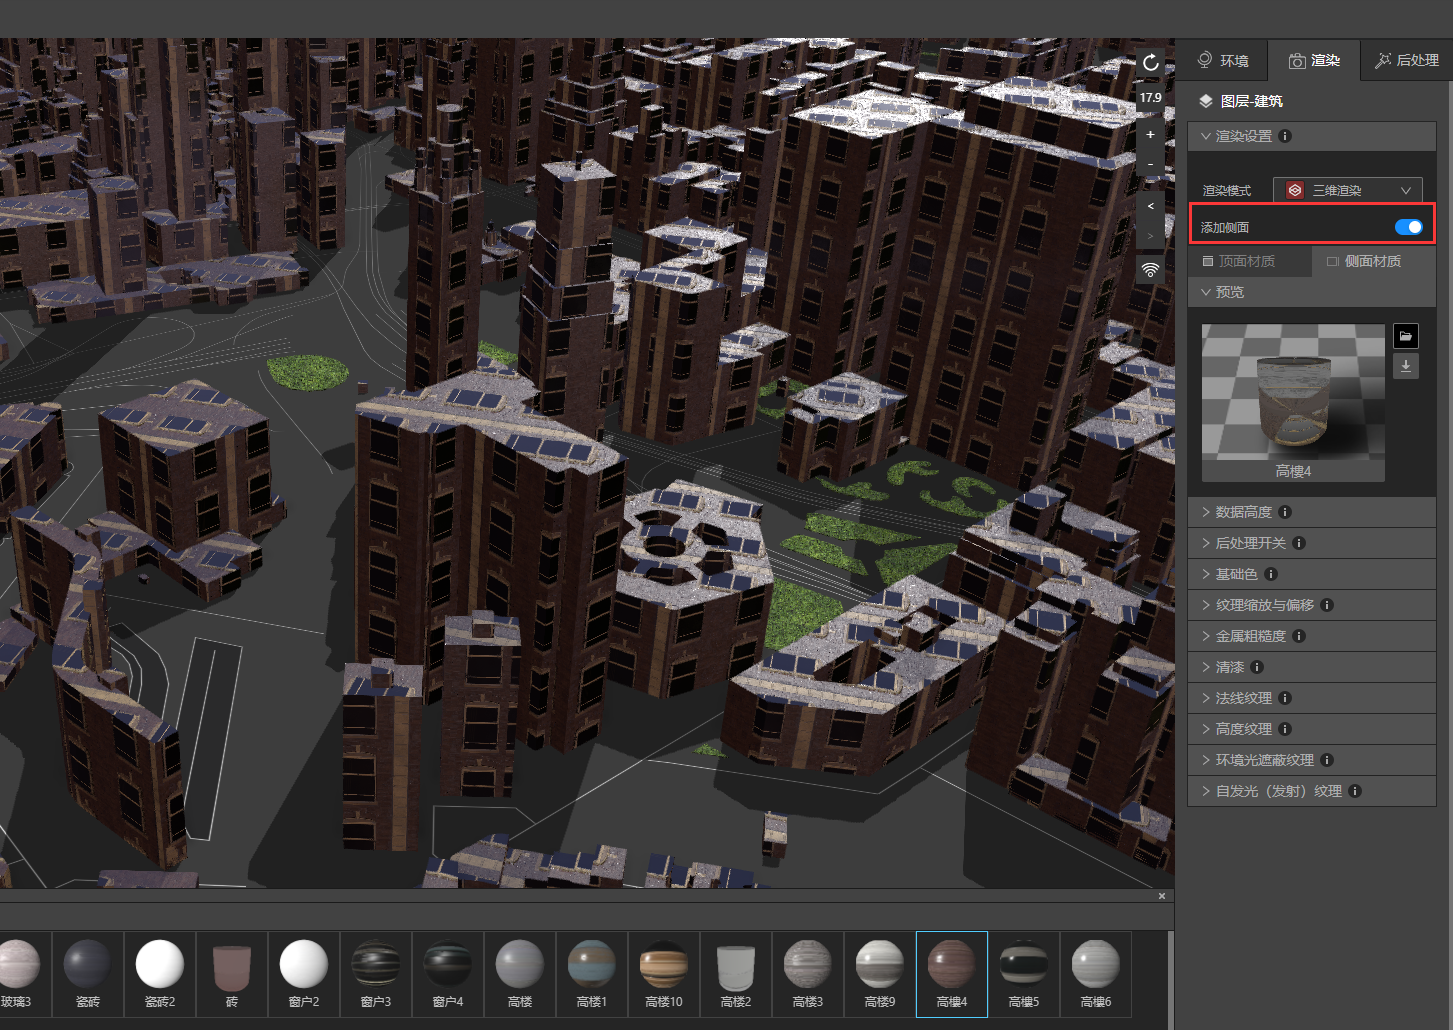 环境
渲染
后处理
图层-建筑
17.9
+
-
<
>
渲染设置
渲染模式
三维渲染
添加侧面
顶面材质
侧面材质
预览
高樓4
数据高度
后处理开关
基础色
纹理缩放与偏移
金属粗糙度
清漆
法线纹理
高度纹理
环境光遮蔽纹理
自发光（发射）纹理
玻璃3
瓷砖
瓷砖2
砖
窗户2
窗户3
窗户4
高楼
高楼1
高楼10
高楼2
高楼3
高楼9
高樓4
高樓5
高樓6